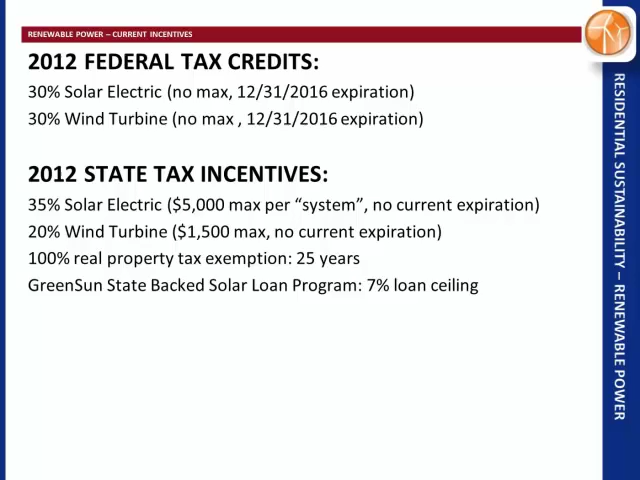 RENEWABLE POWER – CURRENT INCENTIVES
2012 FEDERAL TAX CREDITS:
30% Solar Electric (no max, 12/31/2016 expiration)
30% Wind Turbine (no max , 12/31/2016 expiration)
2012 STATE TAX INCENTIVES:
35% Solar Electric ($5,000 max per “system”, no current expiration)
20% Wind Turbine ($1,500 max, no current expiration)
100% real property tax exemption: 25 years
GreenSun State Backed Solar Loan Program: 7% loan ceiling
RESIDENTIAL SUSTAINABILITY – RENEWABLE POWER